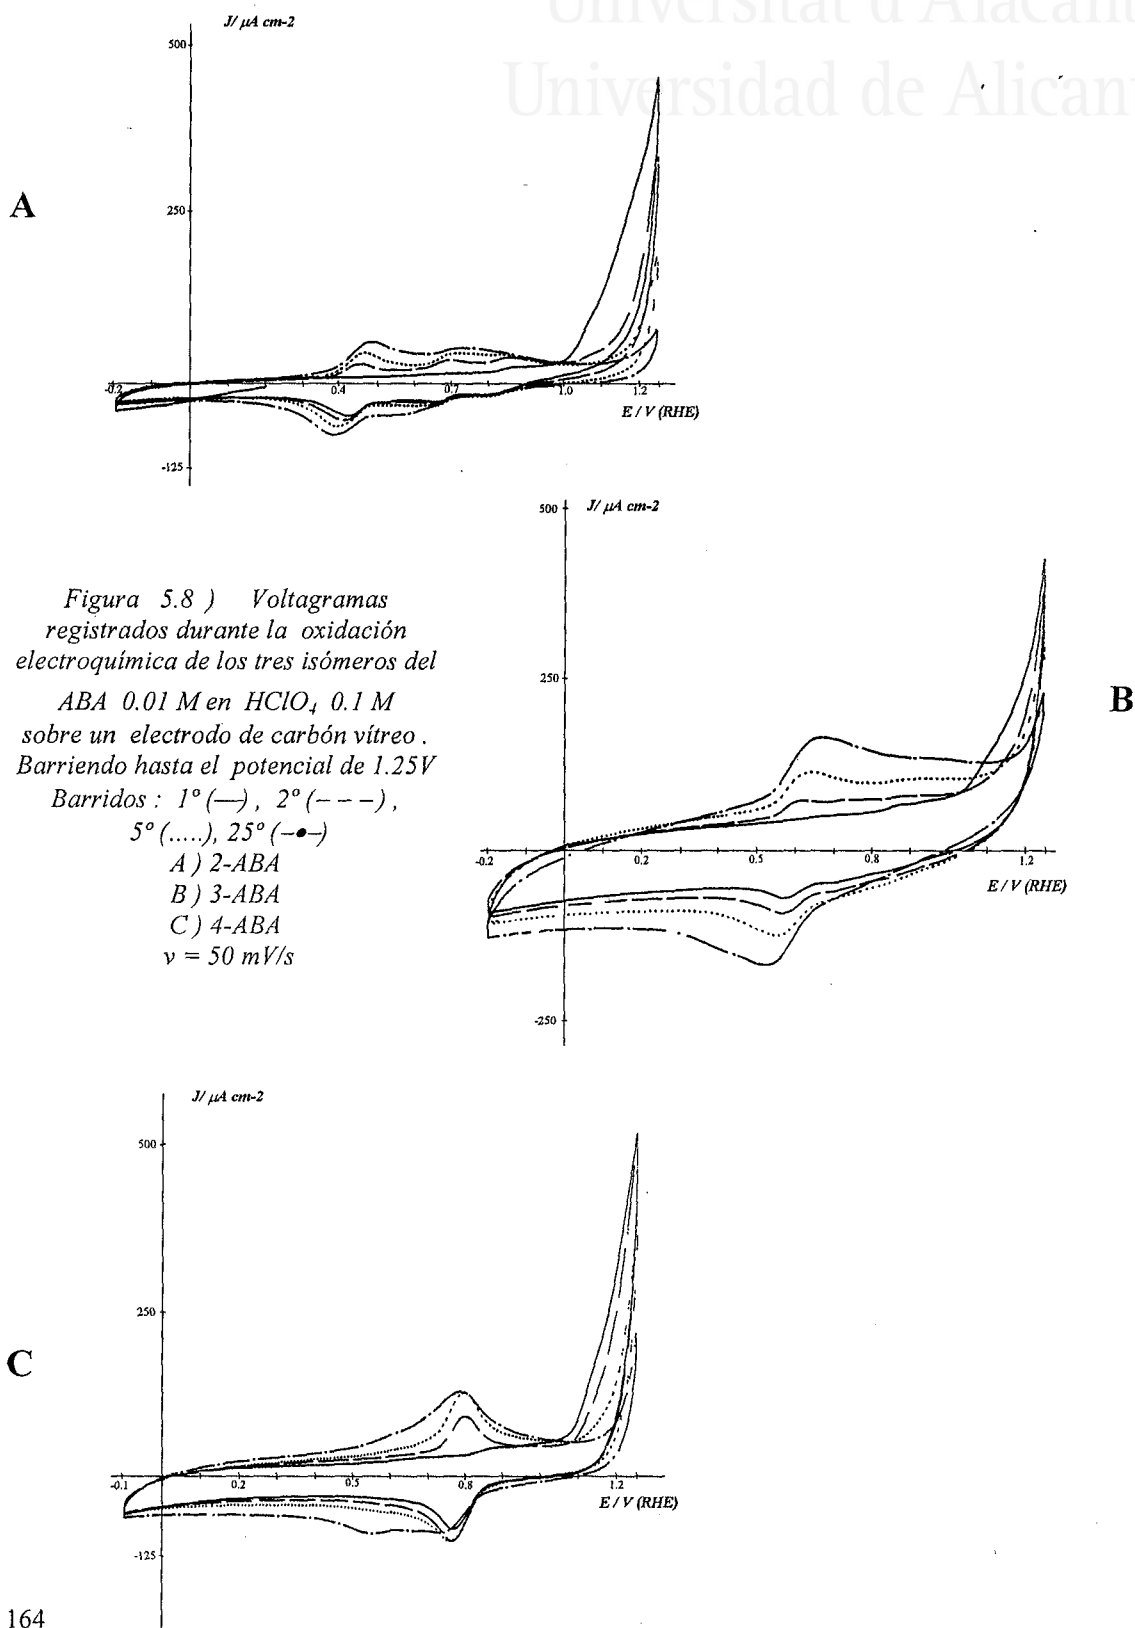 Universitat d'Alacant
Universidad de Alicant
J/ μA cm-2
500
A
250
-0.2
0.4
0.7
1.0
1.2
E / V (RHE)
-125
500
J/ μA cm-2
250
B
-0.2
0.2
0.5
0.8
1.2
E / V (RHE)
-250
Figura 5.8 ) Voltagramas
registrados durante la oxidación
electroquímica de los tres isómeros del
ABA 0.01 M en HClO₄ 0.1 M
sobre un electrodo de carbón vítreo .
Barriendo hasta el potencial de 1.25V
Barridos : 1º (—) , 2º (- - -) ,
5º (.....), 25º (-●-)
A ) 2-ABA
B ) 3-ABA
C ) 4-ABA
v = 50 mV/s
J/ μA cm-2
500
250
C
-0.1
0.2
0.5
0.8
1.2
E / V (RHE)
-125
164